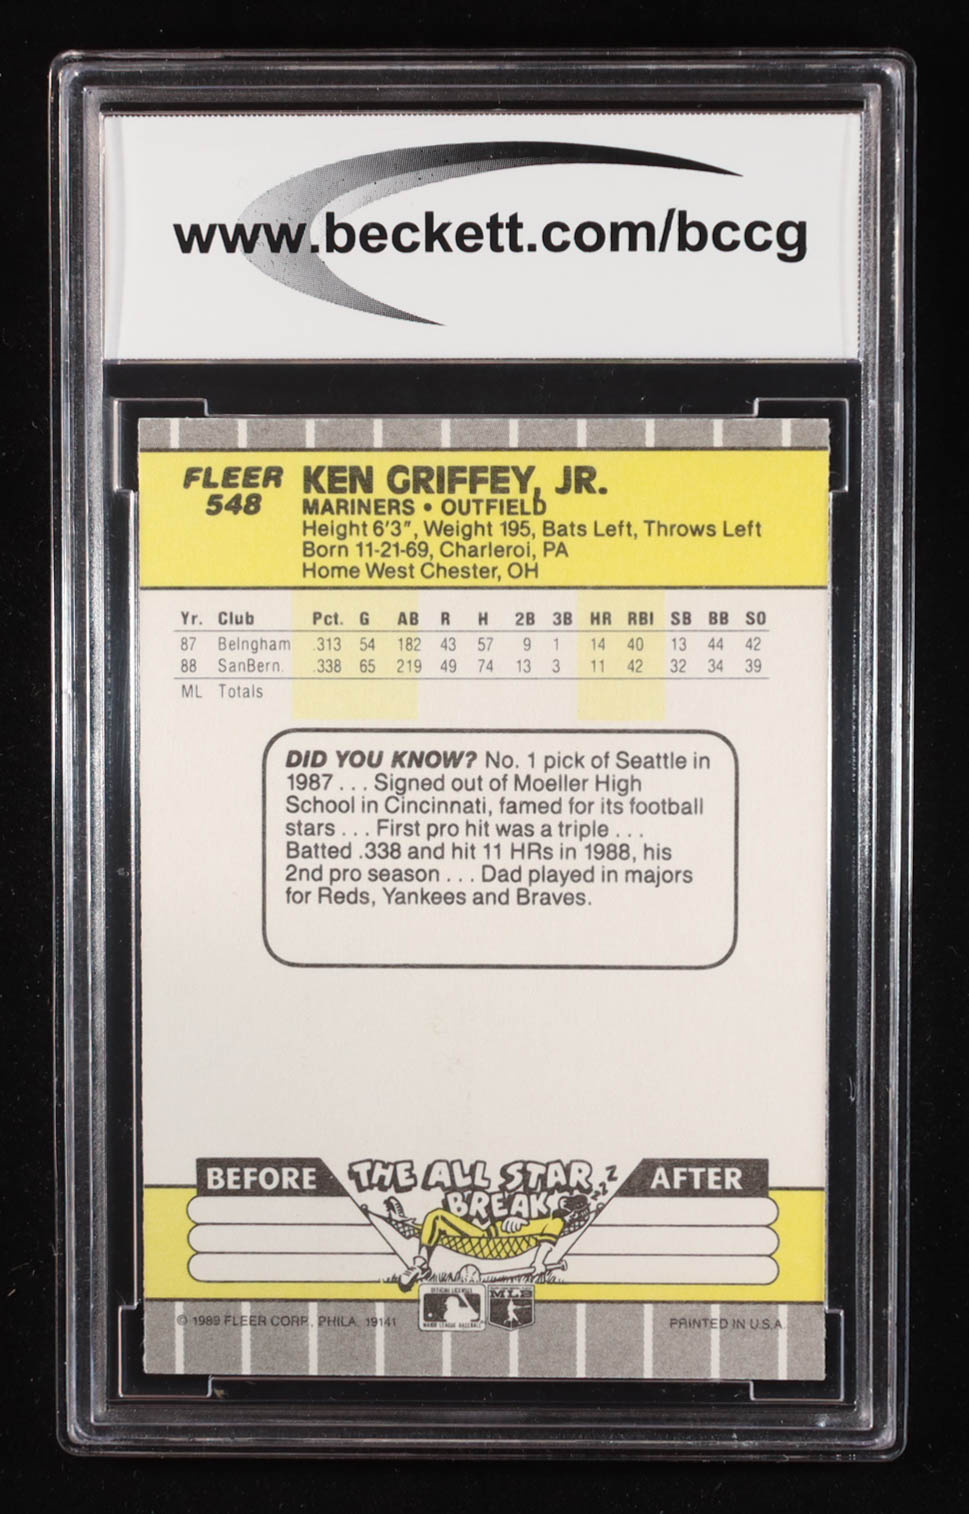 www.beckett.com/bccg
FLEER
548
KEN GRIFFEY, JR.
MARINERS • OUTFIELD
Height 6'3", Weight 195, Bats Left, Throws Left
Born 11-21-69, Charleroi, PA
Home West Chester, OH
Yr. Club Pct. G AB R H 2B 3B HR RBI SB BB SO
87 Belngham .313 54 182 43 57 9 1 14 40 13 44 42
88 SanBern. .338 65 219 49 74 13 3 11 42 32 34 39
ML Totals
DID YOU KNOW? No. 1 pick of Seattle in
1987 . . . Signed out of Moeller High
School in Cincinnati, famed for its football
stars . . . First pro hit was a triple . . .
Batted .338 and hit 11 HRs in 1988, his
2nd pro season . . . Dad played in majors
for Reds, Yankees and Braves.
BEFORE
THE ALL STAR
BREAK
z z z z
AFTER
OFFICIAL LICENSEE
MAJOR LEAGUE BASEBALL
MLB
© 1989 FLEER CORP., PHILA. 19141
PRINTED IN U.S.A.